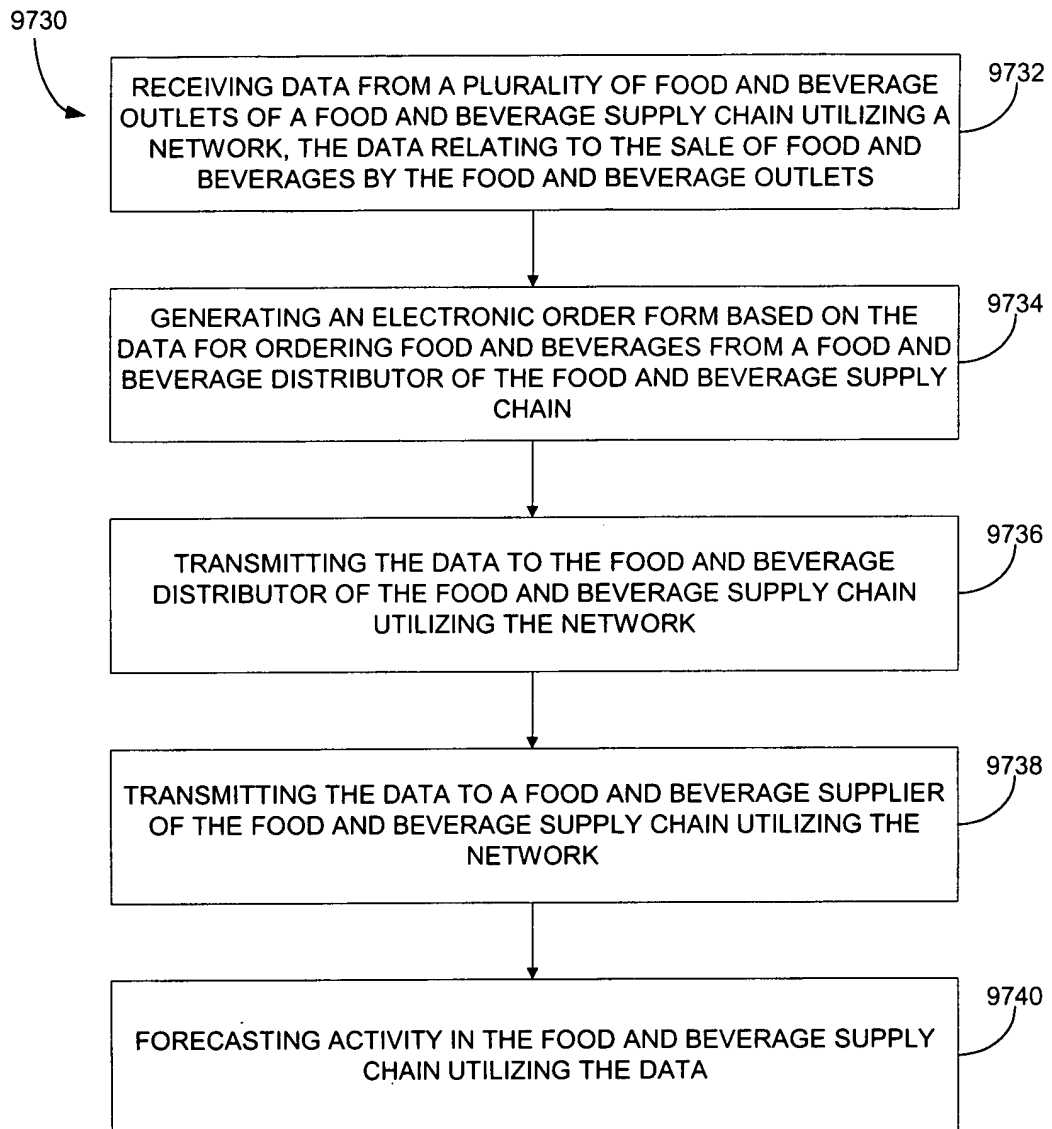 9730
RECEIVING DATA FROM A PLURALITY OF FOOD AND BEVERAGE
OUTLETS OF A FOOD AND BEVERAGE SUPPLY CHAIN UTILIZING A
NETWORK, THE DATA RELATING TO THE SALE OF FOOD AND
BEVERAGES BY THE FOOD AND BEVERAGE OUTLETS
9732
GENERATING AN ELECTRONIC ORDER FORM BASED ON THE
DATA FOR ORDERING FOOD AND BEVERAGES FROM A FOOD AND
BEVERAGE DISTRIBUTOR OF THE FOOD AND BEVERAGE SUPPLY
CHAIN
9734
TRANSMITTING THE DATA TO THE FOOD AND BEVERAGE
DISTRIBUTOR OF THE FOOD AND BEVERAGE SUPPLY CHAIN
UTILIZING THE NETWORK
9736
TRANSMITTING THE DATA TO A FOOD AND BEVERAGE SUPPLIER
OF THE FOOD AND BEVERAGE SUPPLY CHAIN UTILIZING THE
NETWORK
9738
FORECASTING ACTIVITY IN THE FOOD AND BEVERAGE SUPPLY
CHAIN UTILIZING THE DATA
9740